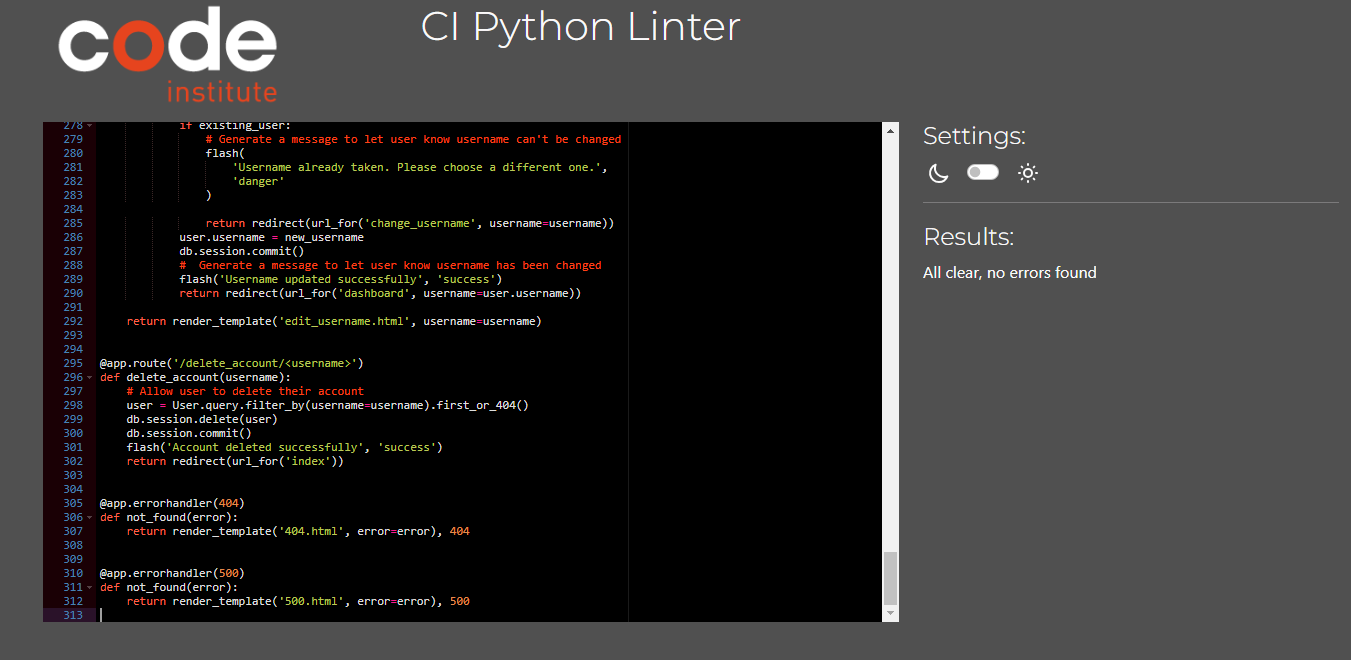 code
institute
CI Python Linter
278 if existing_user:
279 # Generate a message to let user know username can't be changed
280 flash(
281 'Username already taken. Please choose a different one.',
282 'danger'
283 )
284
285 return redirect(url_for('change_username', username=username))
286 user.username = new_username
287 db.session.commit()
288 #  Generate a message to let user know username has been changed
289 flash('Username updated successfully', 'success')
290 return redirect(url_for('dashboard', username=user.username))
291
292 return render_template('edit_username.html', username=username)
293
294
295 @app.route('/delete_account/<username>')
296 def delete_account(username):
297 # Allow user to delete their account
298 user = User.query.filter_by(username=username).first_or_404()
299 db.session.delete(user)
300 db.session.commit()
301 flash('Account deleted successfully', 'success')
302 return redirect(url_for('index'))
303
304
305 @app.errorhandler(404)
306 def not_found(error):
307 return render_template('404.html', error=error), 404
308
309
310 @app.errorhandler(500)
311 def not_found(error):
312 return render_template('500.html', error=error), 500
313
Settings:
Results:
All clear, no errors found